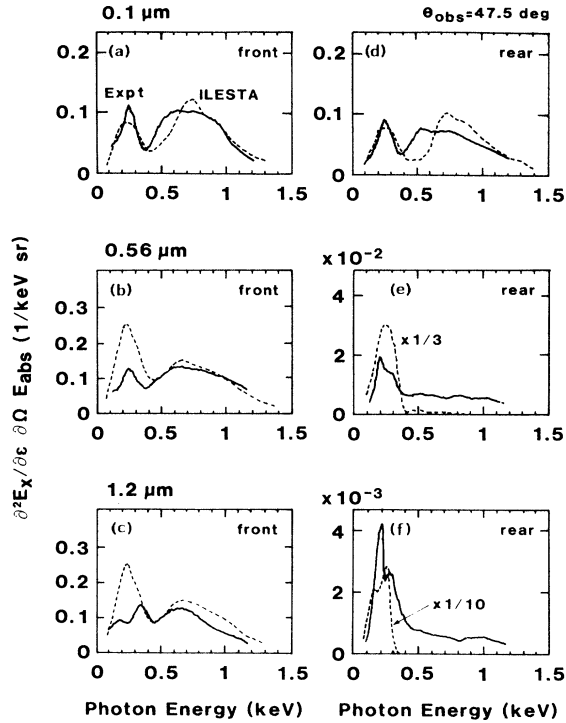 0.1 µm
θobs=47.5 deg
(a)
front
Expt
ILESTA
0.2
0.1
0
0
0.5
1
1.5
(d)
rear
0.2
0.1
0
0
0.5
1
1.5
0.56 µm
(b)
front
0.3
0.2
0.1
0
0
0.5
1
1.5
x10⁻²
(e)
rear
x1/3
4
2
0
0
0.5
1
1.5
1.2 µm
(c)
front
0.3
0.2
0.1
0
0
0.5
1
1.5
x10⁻³
(f)
rear
x1/10
4
2
0
0
0.5
1
1.5
∂²Ex/∂ε ∂Ω Eabs (1/keV sr)
Photon Energy (keV)
Photon Energy (keV)